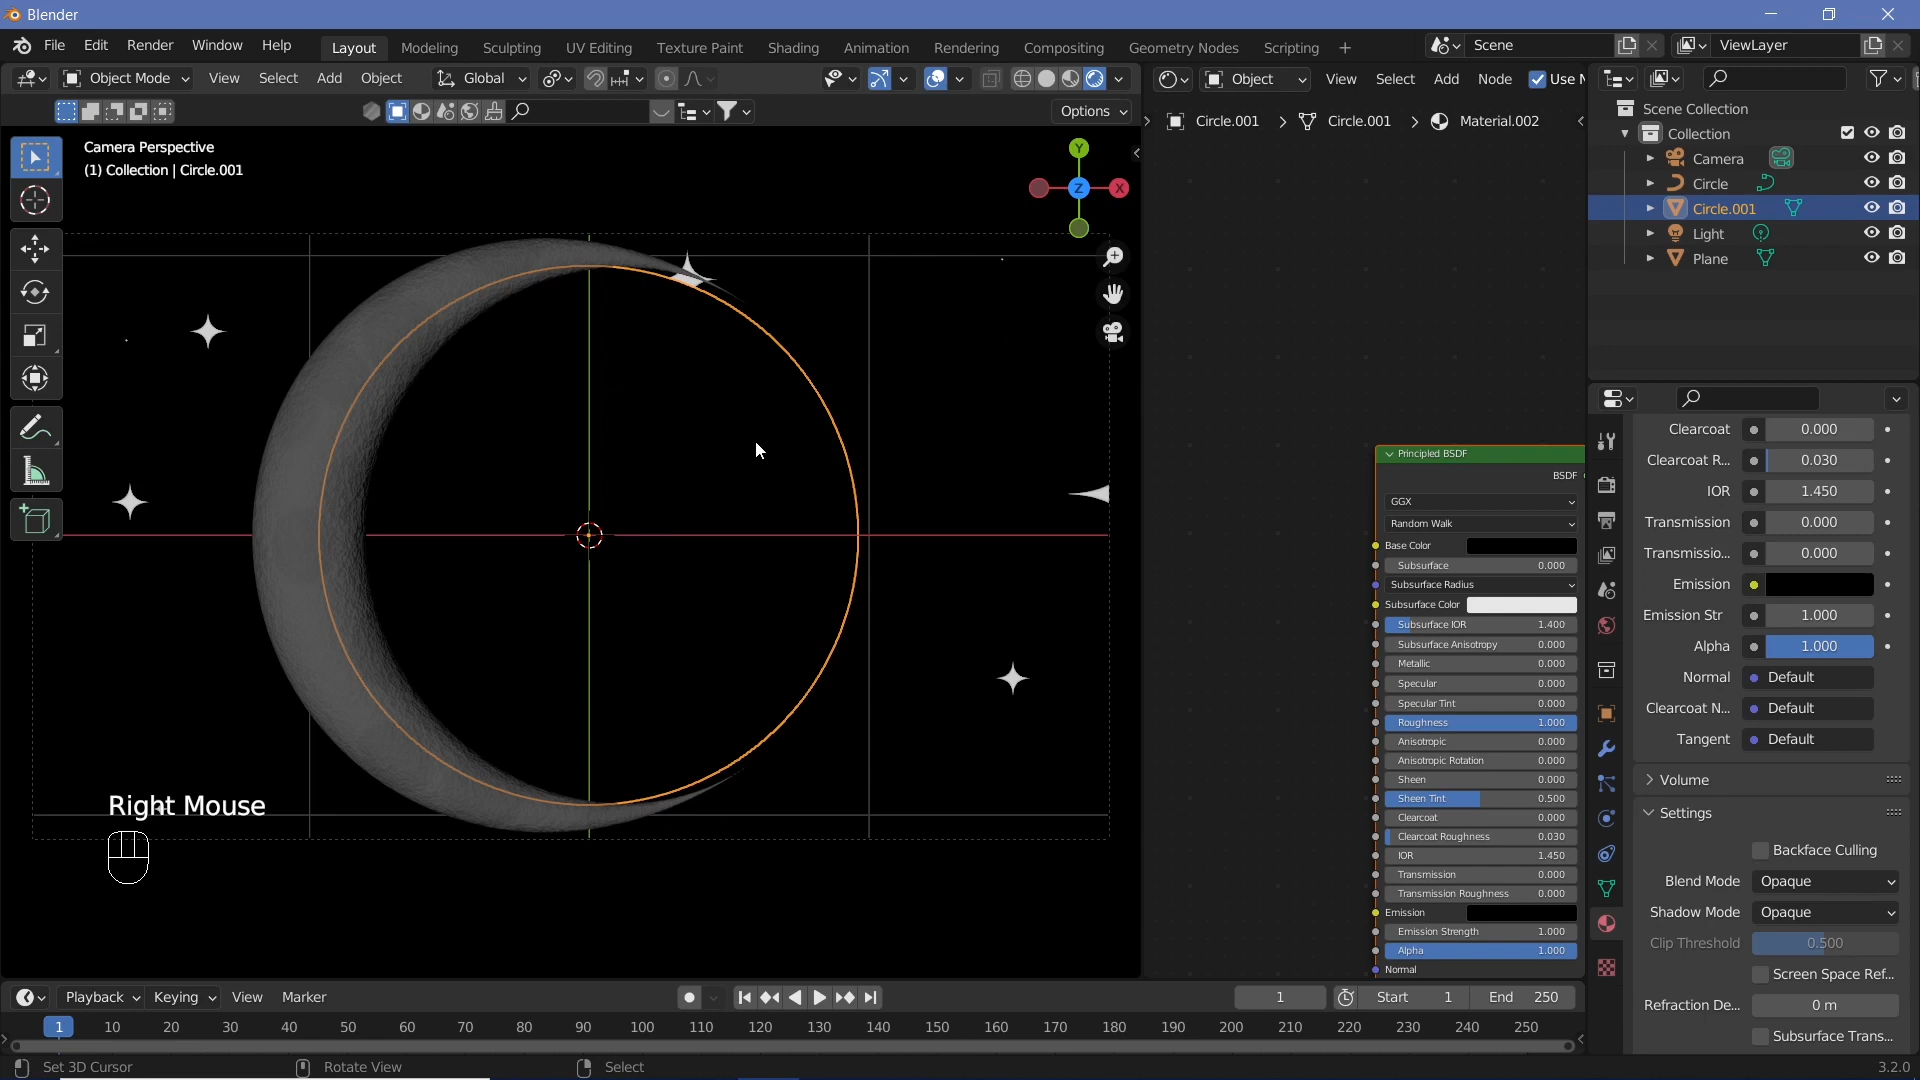 Blender
File Edit Render Window Help Layout Modeling Sculpting UV Editing Texture Paint Shading Animation Rendering Compositing Geometry Nodes Scripting + Scene ViewLayer
Object Mode View Select Add Object Global Object View Select Add Node Use N
Options
Circle.001 > Circle.001 > Material.002
Camera Perspective
(1) Collection | Circle.001
Y
Z X
Right Mouse
Principled BSDF
BSDF
GGX
Random Walk
Base Color
Subsurface 0.000
Subsurface Radius
Subsurface Color
Subsurface IOR 1.400
Subsurface Anisotropy 0.000
Metallic 0.000
Specular 0.000
Specular Tint 0.000
Roughness 1.000
Anisotropic 0.000
Anisotropic Rotation 0.000
Sheen 0.000
Sheen Tint 0.500
Clearcoat 0.000
Clearcoat Roughness 0.030
IOR 1.450
Transmission 0.000
Transmission Roughness 0.000
Emission
Emission Strength 1.000
Alpha 1.000
Normal
Scene Collection
Collection
Camera
Circle
Circle.001
Light
Plane
Clearcoat 0.000
Clearcoat R... 0.030
IOR 1.450
Transmission 0.000
Transmissio... 0.000
Emission
Emission Str 1.000
Alpha 1.000
Normal Default
Clearcoat N... Default
Tangent Default
Volume
Settings
Backface Culling
Blend Mode Opaque
Shadow Mode Opaque
Clip Threshold 0.500
Screen Space Ref...
Refraction De... 0 m
Subsurface Trans...
Playback Keying View Marker 1 Start 1 End 250
1 10 20 30 40 50 60 70 80 90 100 110 120 130 140 150 160 170 180 190 200 210 220 230 240 250
Set 3D Cursor Rotate View Select 3.2.0